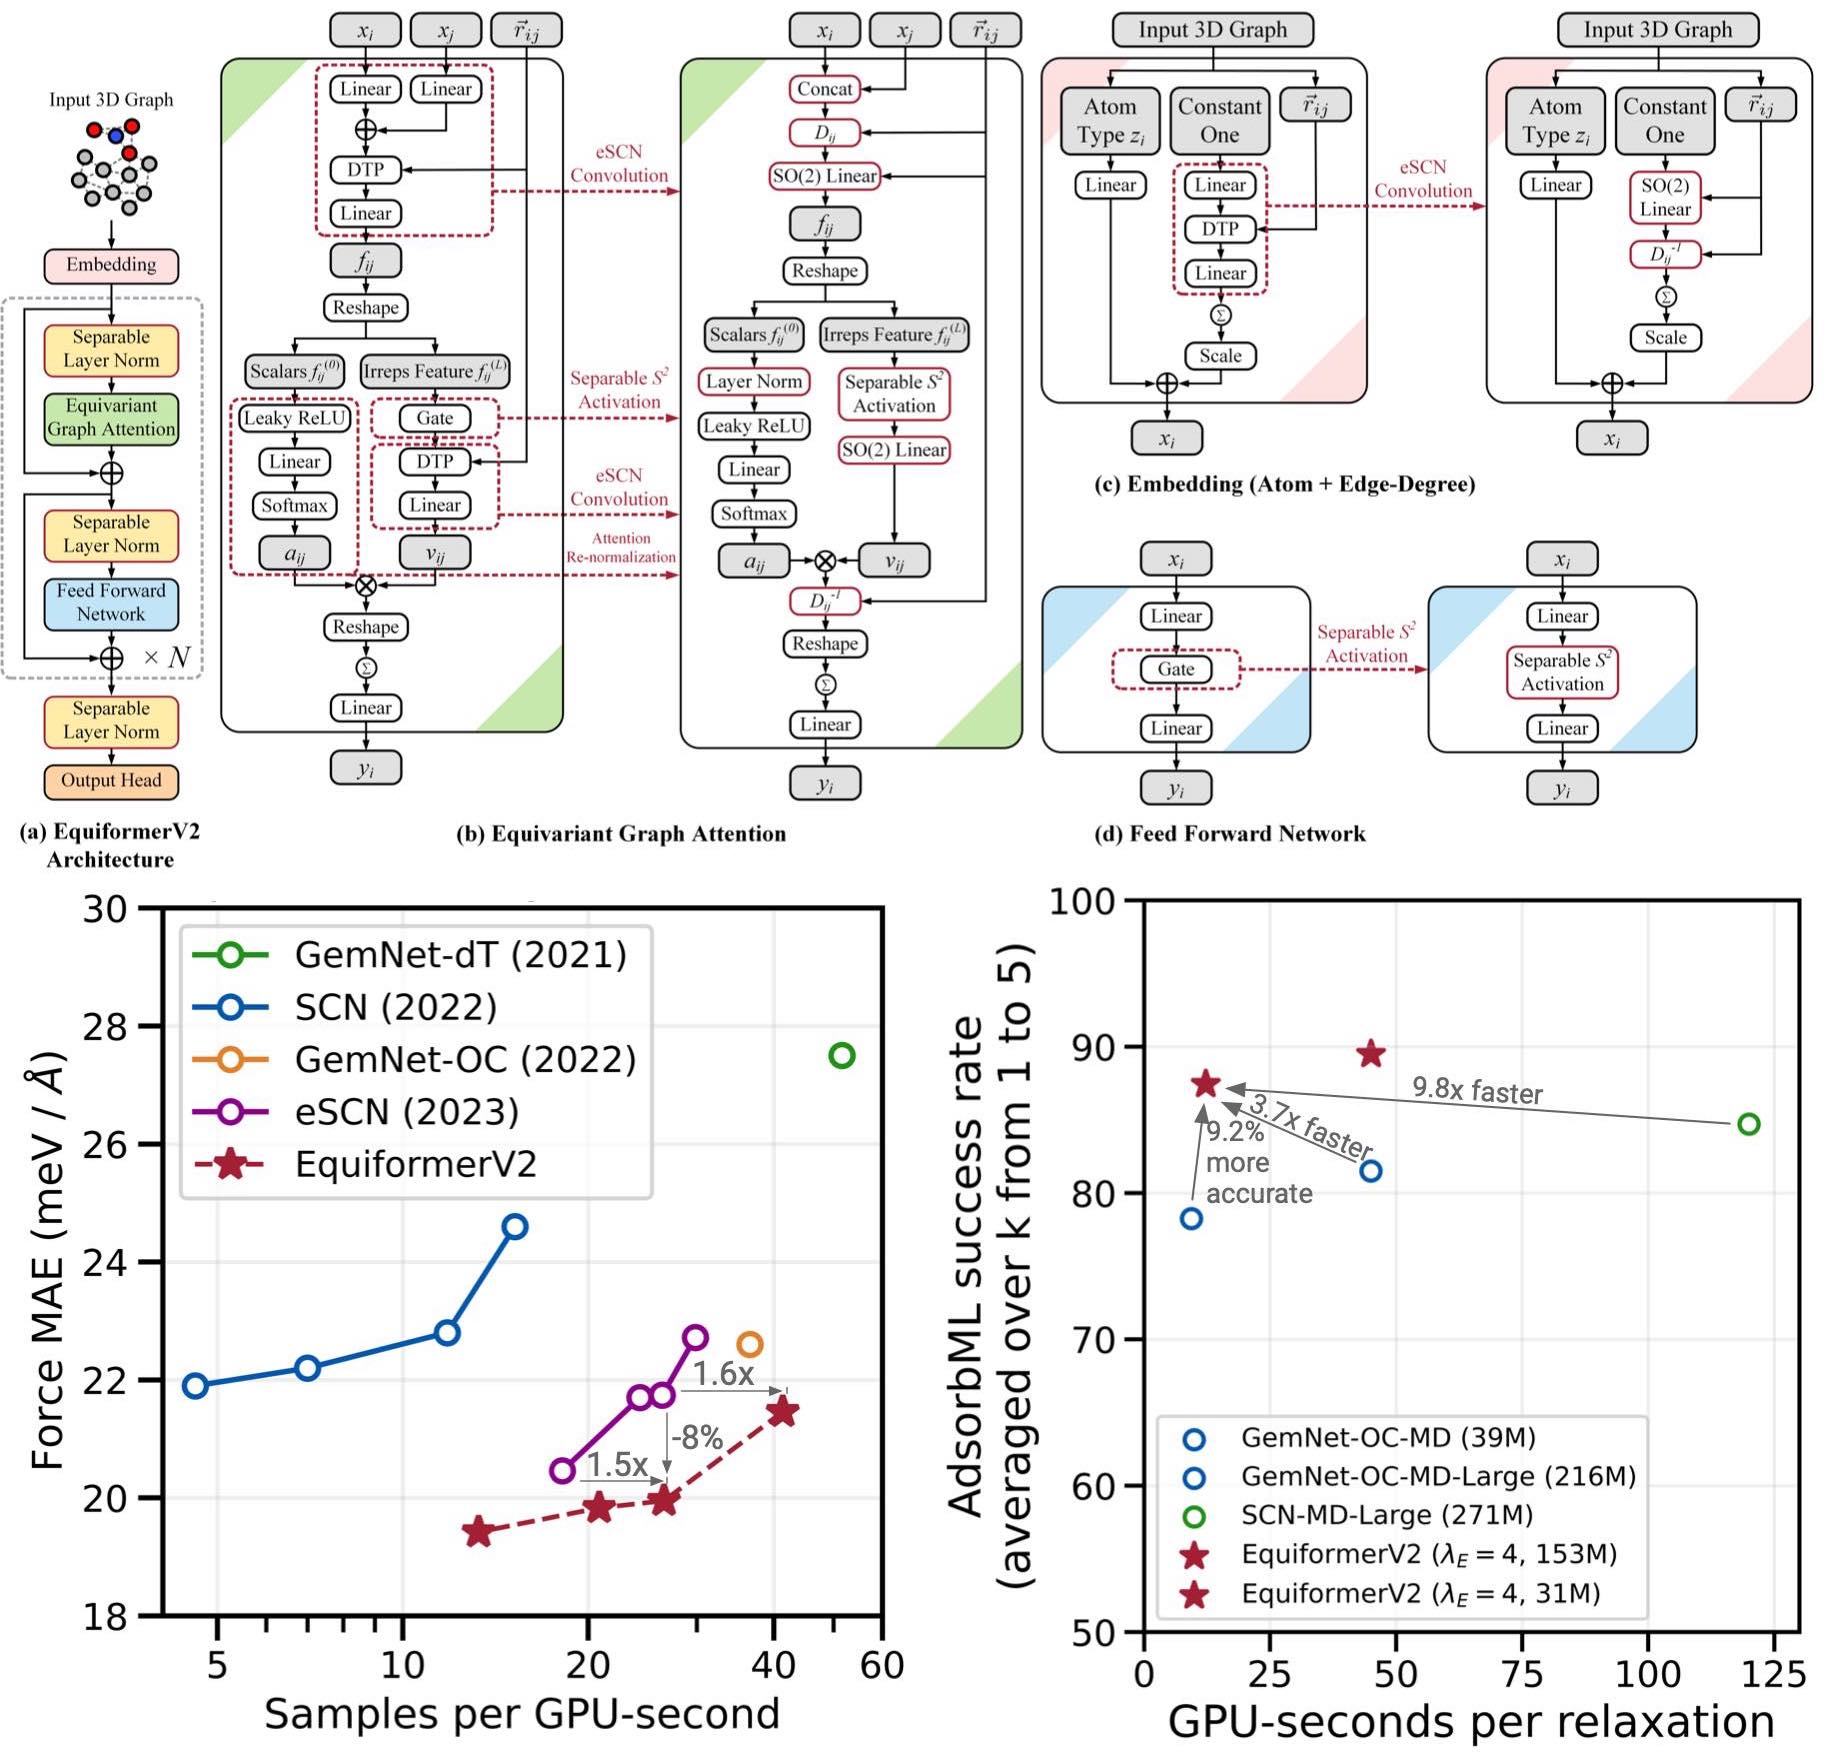 Input 3D Graph
Embedding
Separable
Layer Norm
Equivariant
Graph Attention
Separable
Layer Norm
Feed Forward
Network
× N
Separable
Layer Norm
Output Head
(a) EquiformerV2
Architecture
x_i
x_j
r⃗_ij
Linear
Linear
DTP
Linear
f_ij
Reshape
Scalars f_ij^(0)
Irreps Feature f_ij^(L)
Leaky ReLU
Linear
Softmax
a_ij
Gate
DTP
Linear
v_ij
Reshape
Σ
Linear
y_i
eSCN
Convolution
Separable S²
Activation
eSCN
Convolution
Attention
Re-normalization
x_i
x_j
r⃗_ij
Concat
D_ij
SO(2) Linear
f_ij
Reshape
Scalars f_ij^(0)
Irreps Feature f_ij^(L)
Layer Norm
Leaky ReLU
Linear
Softmax
a_ij
Separable S²
Activation
SO(2) Linear
v_ij
D_ij^-1
Reshape
Σ
Linear
y_i
(b) Equivariant Graph Attention
Input 3D Graph
Atom
Type z_i
Constant
One
r⃗_ij
Linear
Linear
DTP
Linear
Σ
Scale
x_i
eSCN
Convolution
Input 3D Graph
Atom
Type z_i
Constant
One
r⃗_ij
Linear
SO(2)
Linear
D_ij^-1
Σ
Scale
x_i
(c) Embedding (Atom + Edge-Degree)
x_i
Linear
Gate
Linear
y_i
Separable S²
Activation
x_i
Linear
Separable S²
Activation
Linear
y_i
(d) Feed Forward Network
30
28
26
24
22
20
18
Force MAE (meV / Å)
GemNet-dT (2021)
SCN (2022)
GemNet-OC (2022)
eSCN (2023)
EquiformerV2
1.6x
-8%
1.5x
5
10
20
40
60
Samples per GPU-second
100
90
80
70
60
50
AdsorbML success rate
(averaged over k from 1 to 5)
9.8x faster
3.7x faster
9.2%
more
accurate
GemNet-OC-MD (39M)
GemNet-OC-MD-Large (216M)
SCN-MD-Large (271M)
EquiformerV2 (λ_E = 4, 153M)
EquiformerV2 (λ_E = 4, 31M)
0
25
50
75
100
125
GPU-seconds per relaxation